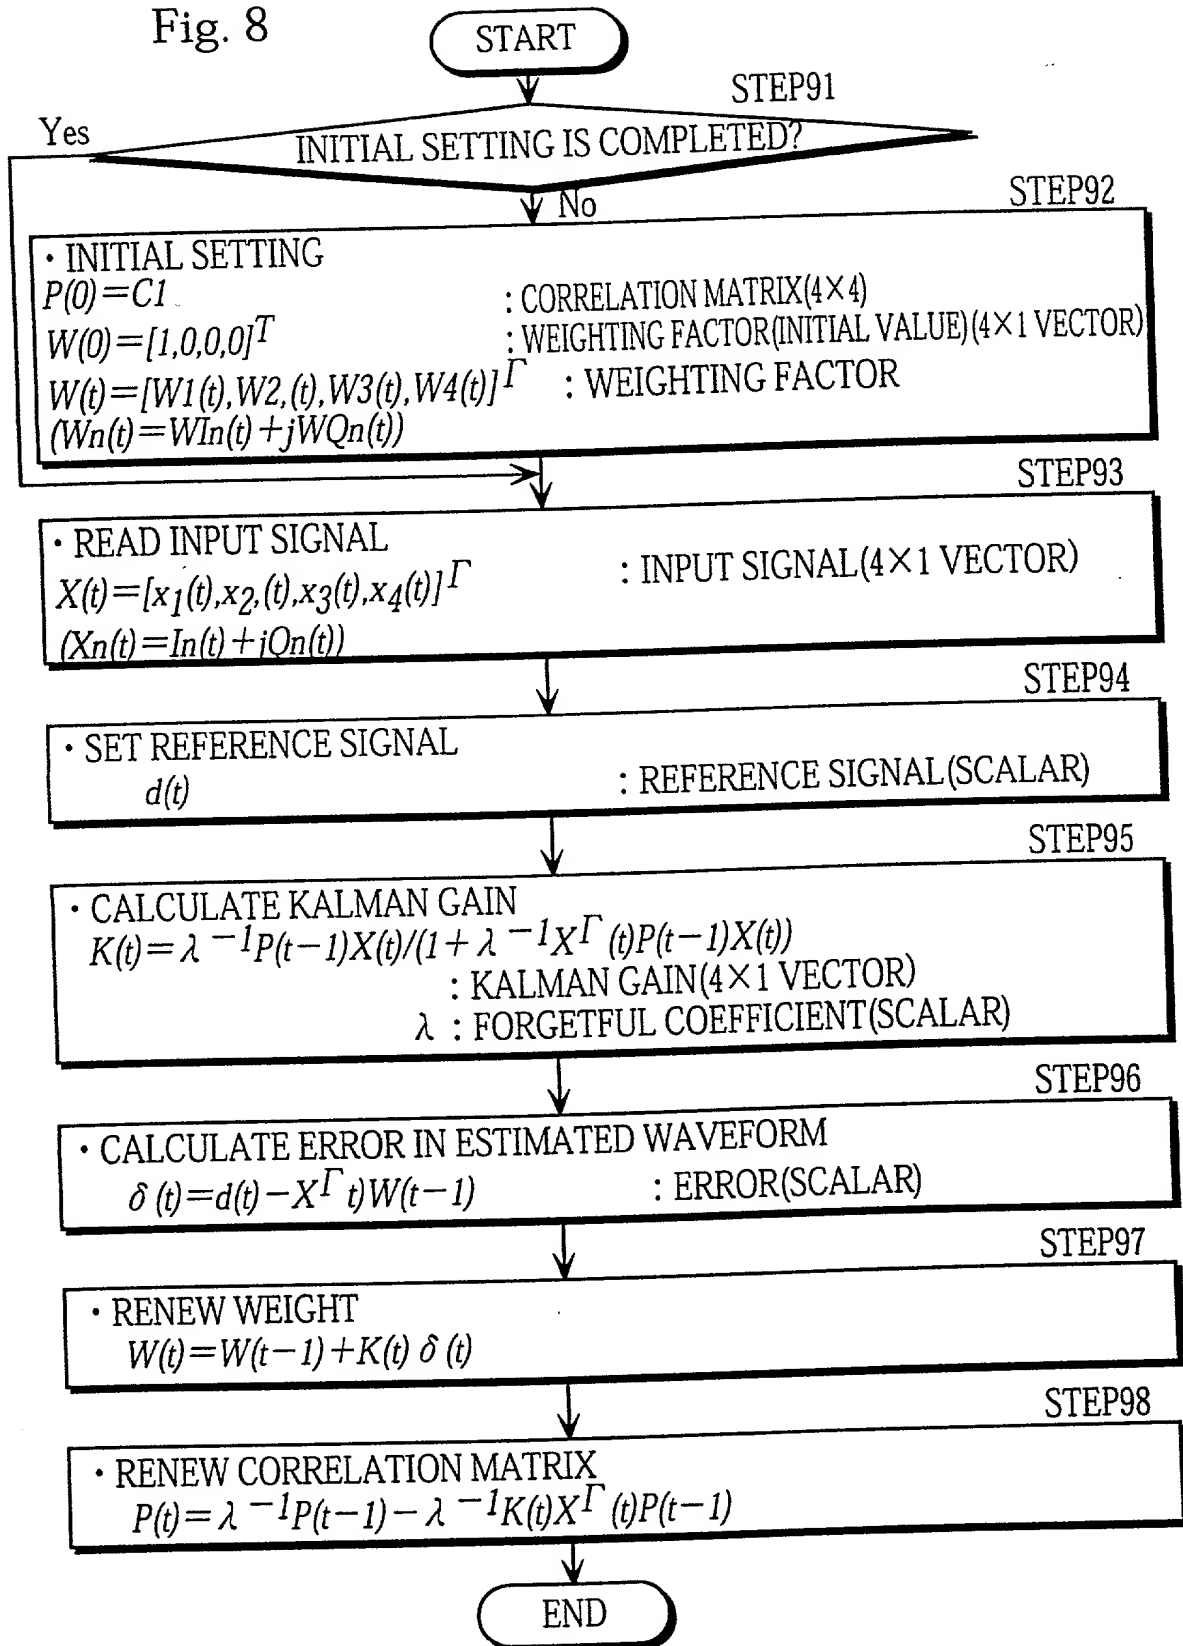 Fig. 8
START
STEP91
Yes
INITIAL SETTING IS COMPLETED?
No
STEP92
・INITIAL SETTING
P(0)=C1 : CORRELATION MATRIX(4×4)
W(0)=[1,0,0,0]^T : WEIGHTING FACTOR(INITIAL VALUE)(4×1 VECTOR)
W(t)=[W1(t),W2,(t),W3(t),W4(t)]^Γ : WEIGHTING FACTOR
(Wn(t)=WIn(t)+jWQn(t))
STEP93
・READ INPUT SIGNAL
X(t)=[x1(t),x2,(t),x3(t),x4(t)]^Γ : INPUT SIGNAL(4×1 VECTOR)
(Xn(t)=In(t)+jQn(t))
STEP94
・SET REFERENCE SIGNAL
d(t) : REFERENCE SIGNAL(SCALAR)
STEP95
・CALCULATE KALMAN GAIN
K(t)=λ^−1P(t−1)X(t)/(1+λ^−1X^Γ(t)P(t−1)X(t))
: KALMAN GAIN(4×1 VECTOR)
λ : FORGETFUL COEFFICIENT(SCALAR)
STEP96
・CALCULATE ERROR IN ESTIMATED WAVEFORM
δ(t)=d(t)−X^Γ t)W(t−1) : ERROR(SCALAR)
STEP97
・RENEW WEIGHT
W(t)=W(t−1)+K(t)δ(t)
STEP98
・RENEW CORRELATION MATRIX
P(t)=λ^−1P(t−1)−λ^−1K(t)X^Γ(t)P(t−1)
END